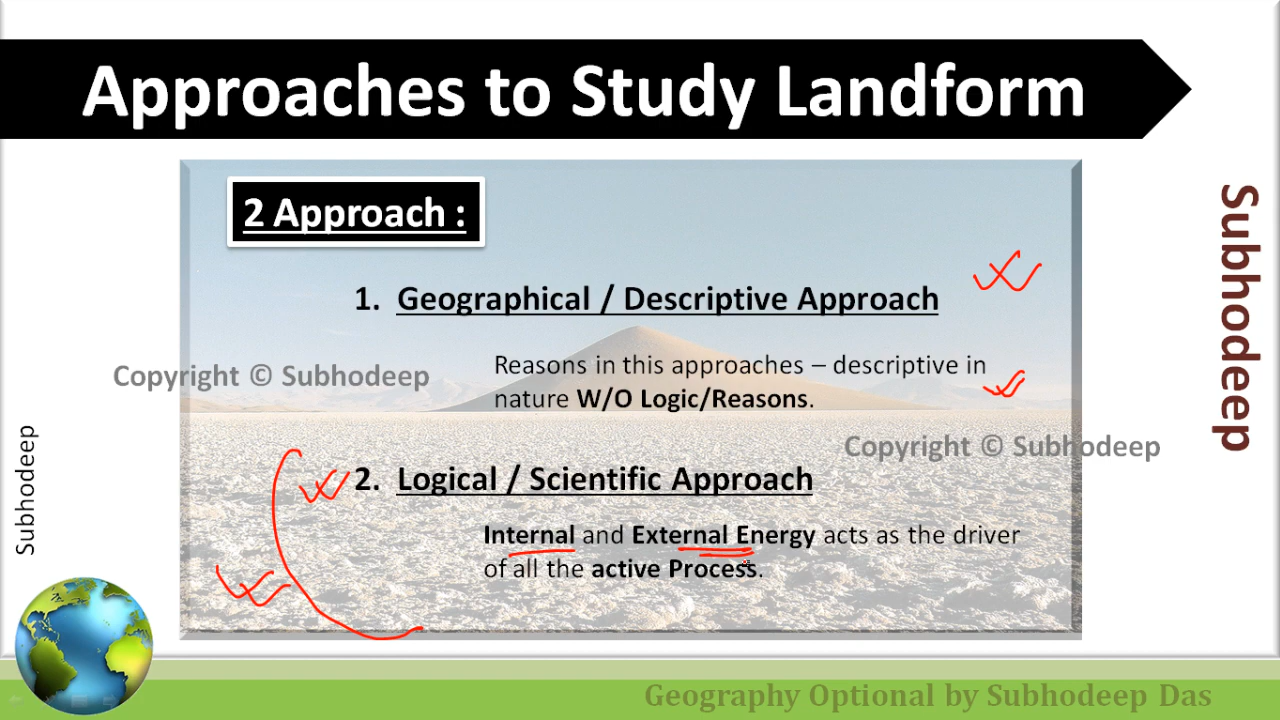 Approaches to Study Landform
2 Approach :
1. Geographical / Descriptive Approach
Reasons in this approaches – descriptive in
nature W/O Logic/Reasons.
Copyright © Subhodeep
Copyright © Subhodeep
2. Logical / Scientific Approach
Internal and External Energy acts as the driver
of all the active Process.
Subhodeep
Subhodeep
Geography Optional by Subhodeep Das